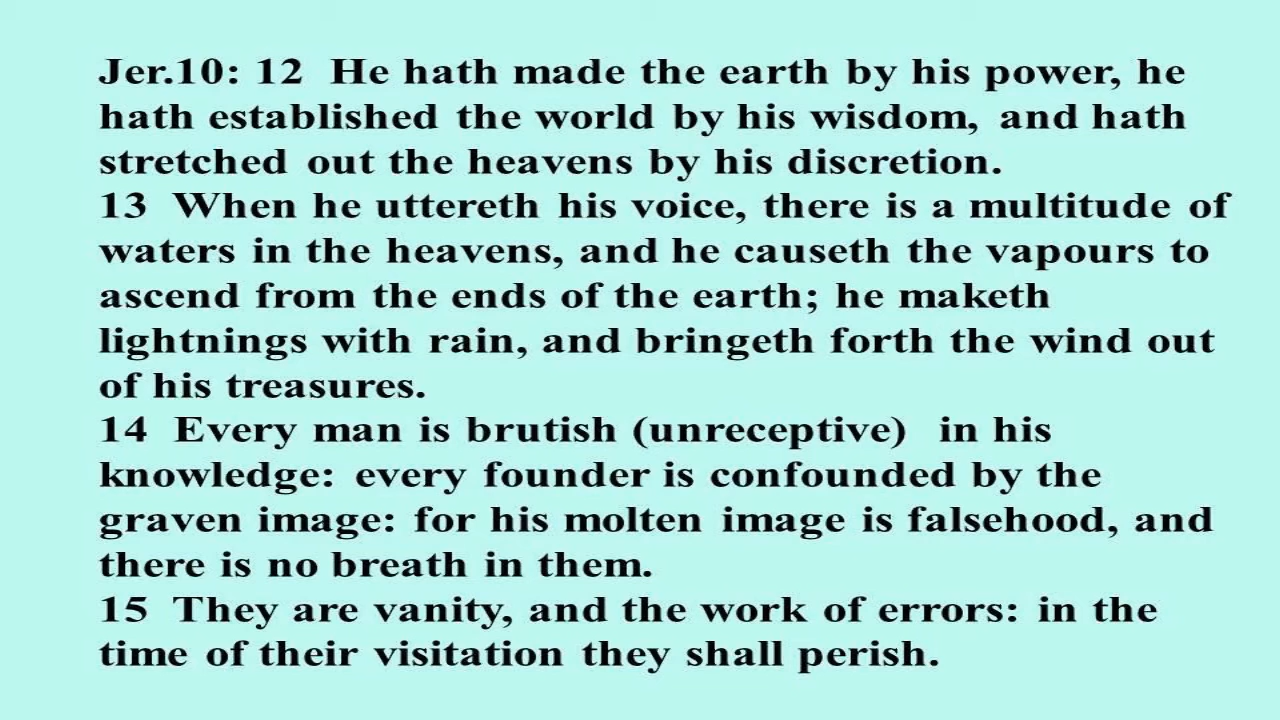 Jer.10: 12 He hath made the earth by his power, he
hath established the world by his wisdom, and hath
stretched out the heavens by his discretion.
13 When he uttereth his voice, there is a multitude of
waters in the heavens, and he causeth the vapours to
ascend from the ends of the earth; he maketh
lightnings with rain, and bringeth forth the wind out
of his treasures.
14 Every man is brutish (unreceptive) in his
knowledge: every founder is confounded by the
graven image: for his molten image is falsehood, and
there is no breath in them.
15 They are vanity, and the work of errors: in the
time of their visitation they shall perish.